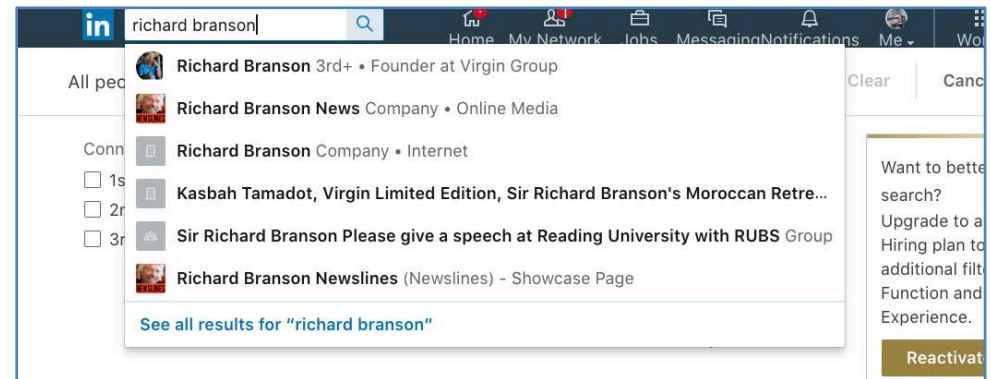 in richard branson
Home My Network Jobs Messaging Notifications Me
All Clear
Richard Branson 3rd+ • Founder at Virgin Group
Richard Branson News Company • Online Media
Richard Branson Company • Internet
Kasbah Tamadot, Virgin Limited Edition, Sir Richard Branson's Moroccan Retre...
Sir Richard Branson Please give a speech at Reading University with RUBS Group
Richard Branson Newslines (Newslines) - Showcase Page
See all results for "richard branson"
Want to
search?
Upgrade to a
Hiring plan to
additional
Function and
Experience.